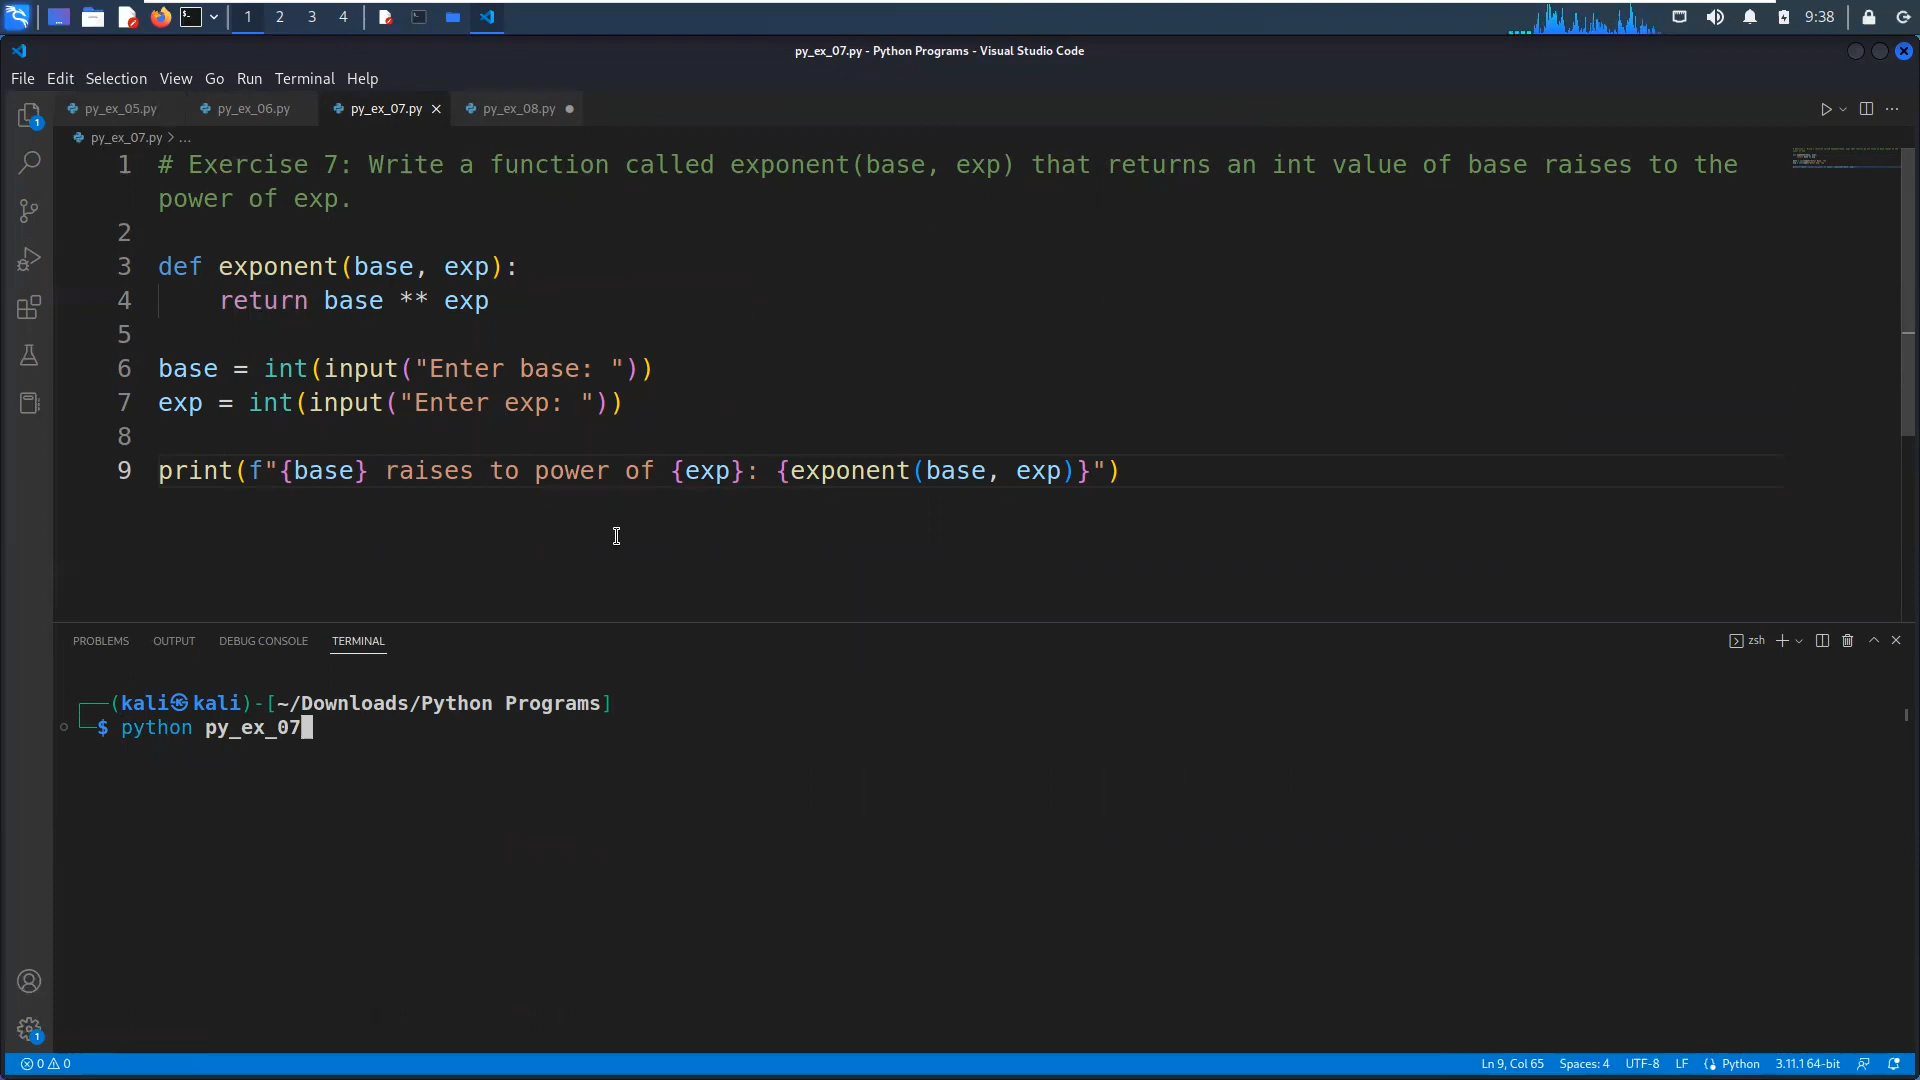 1 2 3 4 9:38
py_ex_07.py - Python Programs - Visual Studio Code
File Edit Selection View Go Run Terminal Help
py_ex_05.py py_ex_06.py py_ex_07.py py_ex_08.py
py_ex_07.py > ...
1 # Exercise 7: Write a function called exponent(base, exp) that returns an int value of base raises to the
power of exp.
2
3 def exponent(base, exp):
4 return base ** exp
5
6 base = int(input("Enter base: "))
7 exp = int(input("Enter exp: "))
8
9 print(f"{base} raises to power of {exp}: {exponent(base, exp)}")
PROBLEMS OUTPUT DEBUG CONSOLE TERMINAL zsh
┌──(kali㉿kali)-[~/Downloads/Python Programs]
└─$ python py_ex_07
1
1
0 0 Ln 9, Col 65 Spaces: 4 UTF-8 LF Python 3.11.1 64-bit